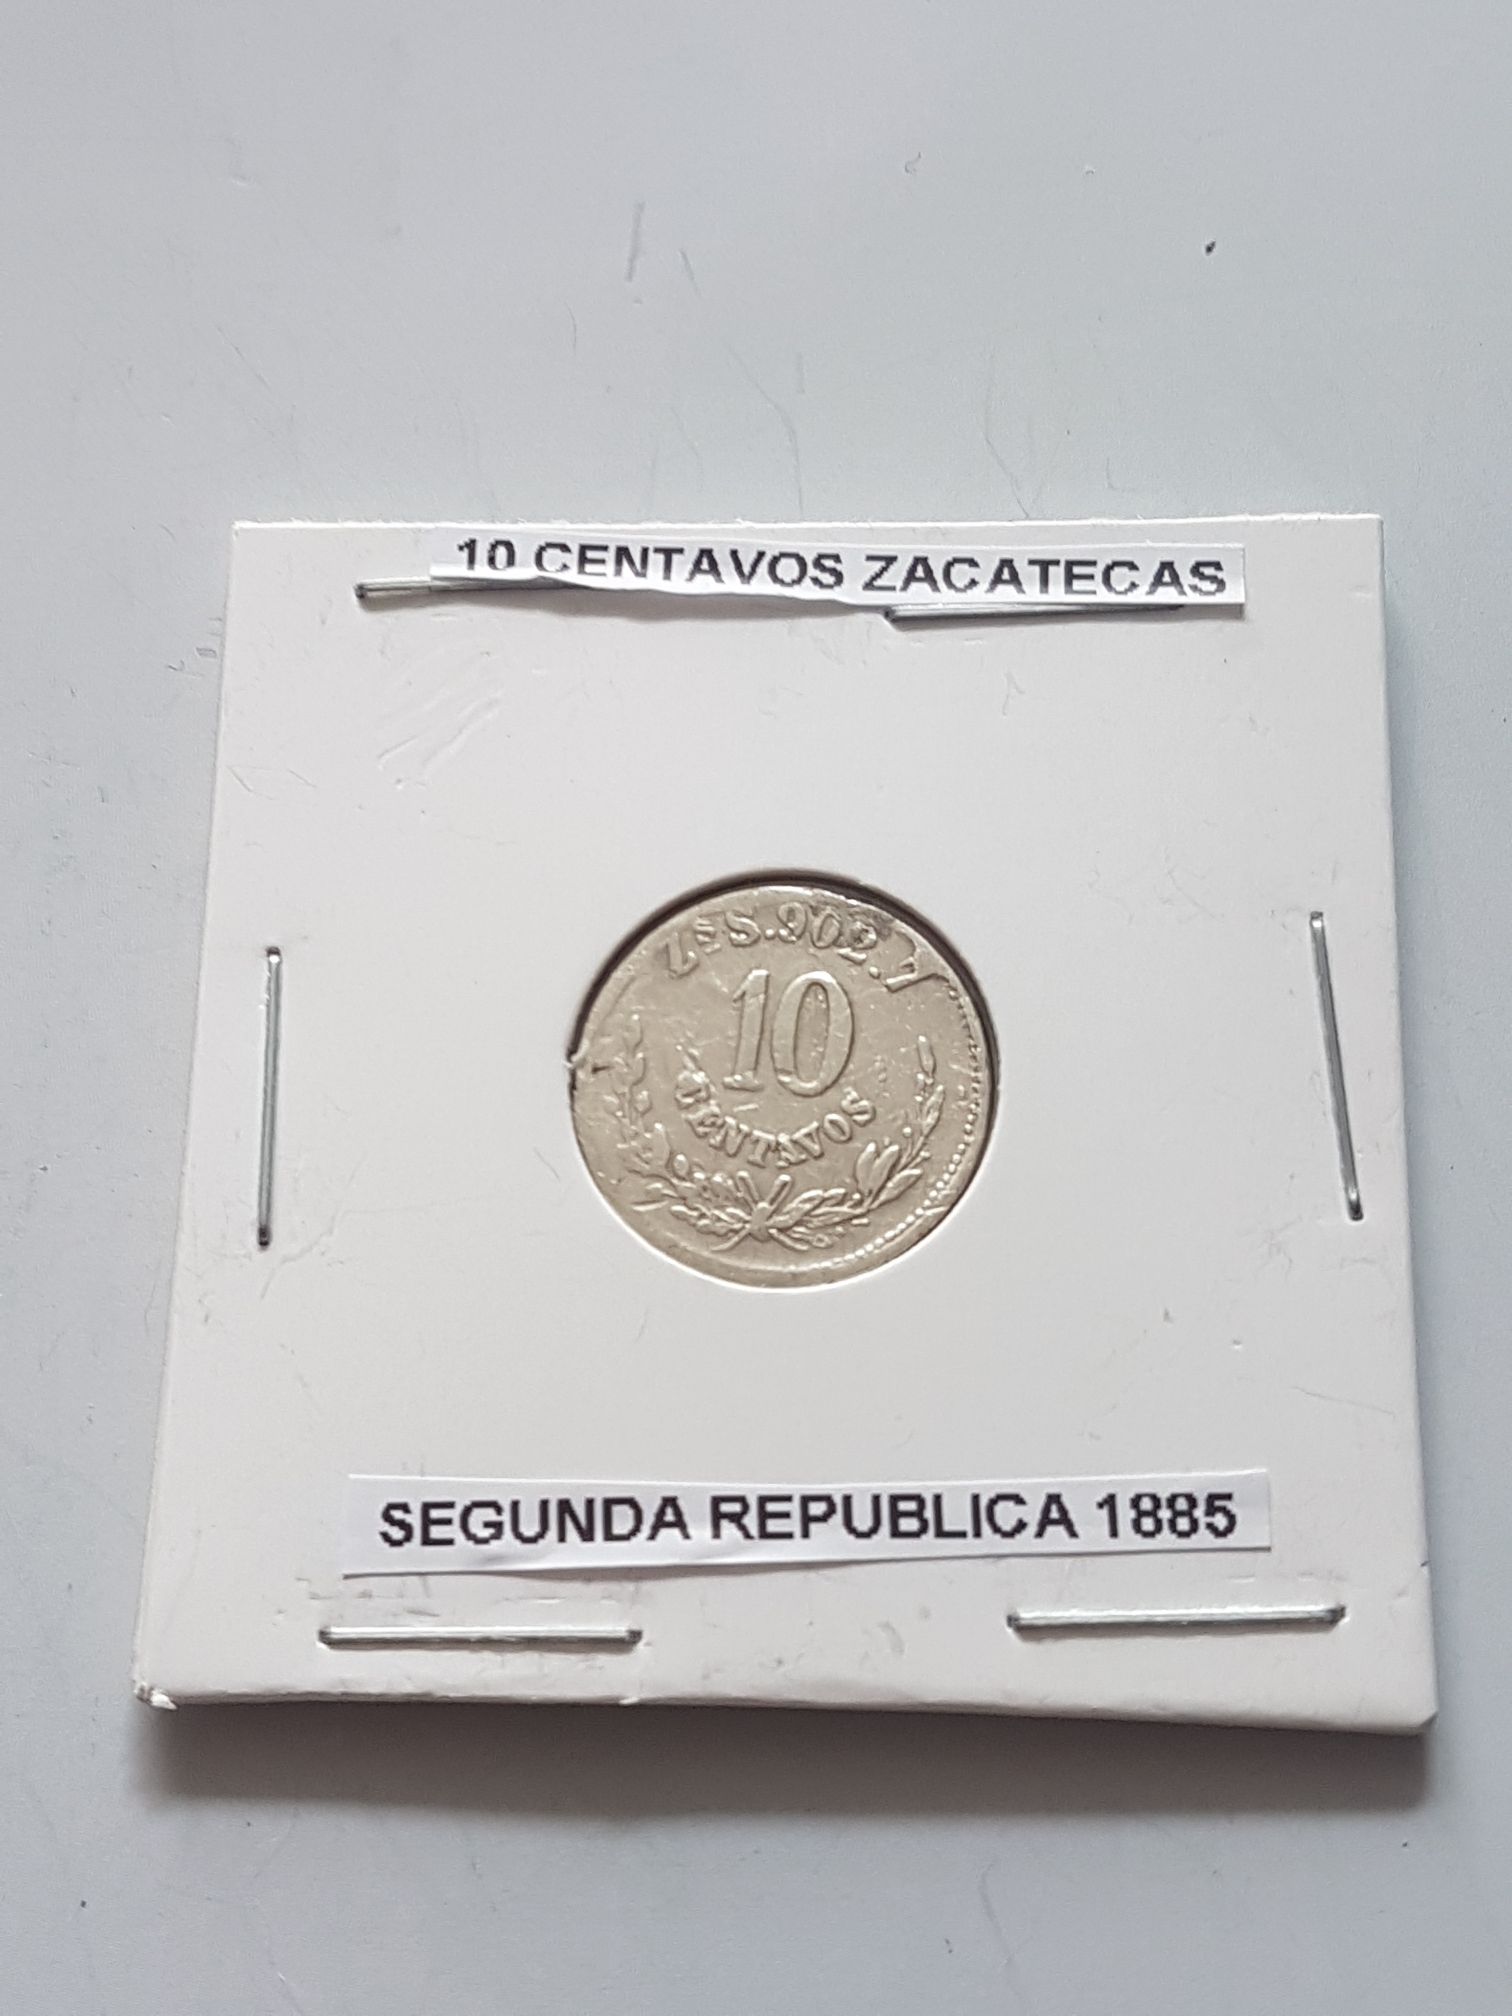 10 CENTAVOS ZACATECAS
Zˢ S.902.7
10
CENTAVOS
SEGUNDA REPUBLICA 1885